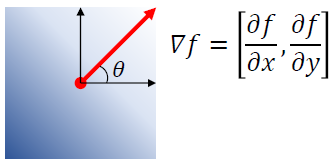 θ
∇f = [∂f/∂x, ∂f/∂y]